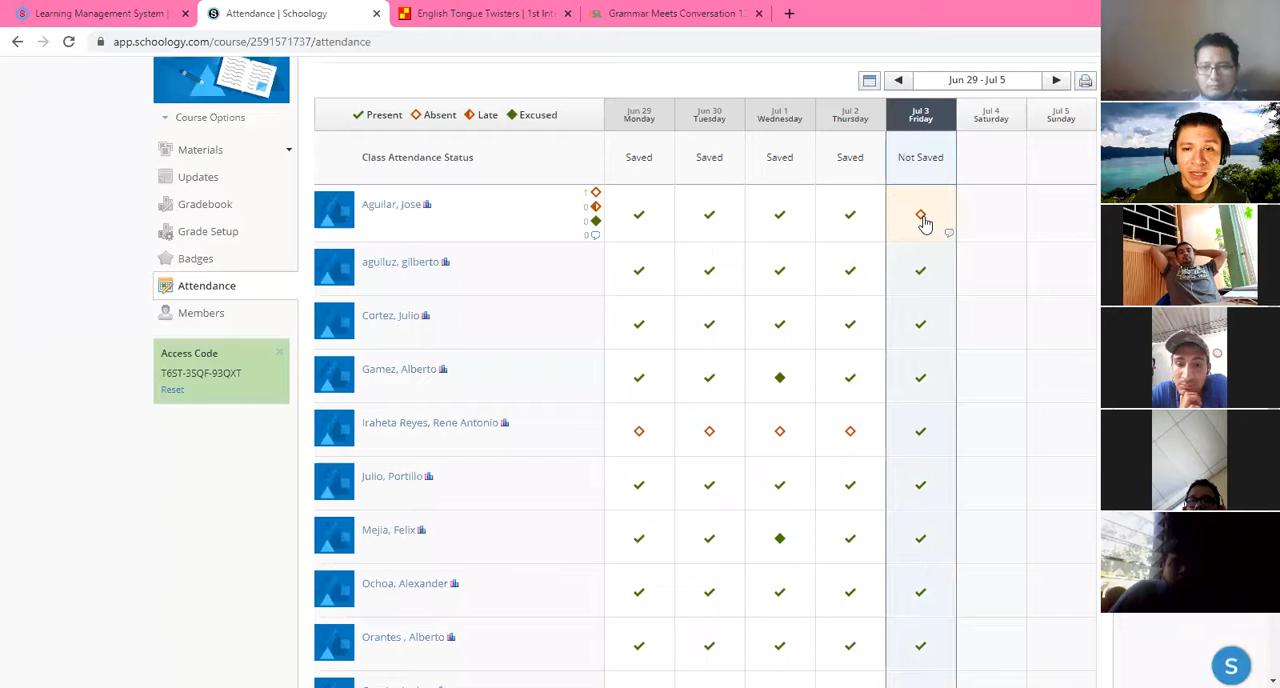 Learning Management System |
Attendance | Schoology
English Tongue Twisters | 1st Int
Grammar Meets Conversation 1
app.schoology.com/course/2591571737/attendance
Course Options
Materials
Updates
Gradebook
Grade Setup
Badges
Attendance
Members
Access Code
T6ST-3SQF-93QXT
Reset
Jun 29 - Jul 5
Present Absent Late Excused
Jun 29 Monday
Jun 30 Tuesday
Jul 1 Wednesday
Jul 2 Thursday
Jul 3 Friday
Jul 4 Saturday
Jul 5 Sunday
Class Attendance Status Saved Saved Saved Saved Not Saved
Aguilar, Jose
1
0
0
0
aguiluz, gilberto
Cortez, Julio
Gamez, Alberto
Iraheta Reyes, Rene Antonio
Julio, Portillo
Mejia, Felix
Ochoa, Alexander
Orantes , Alberto
S